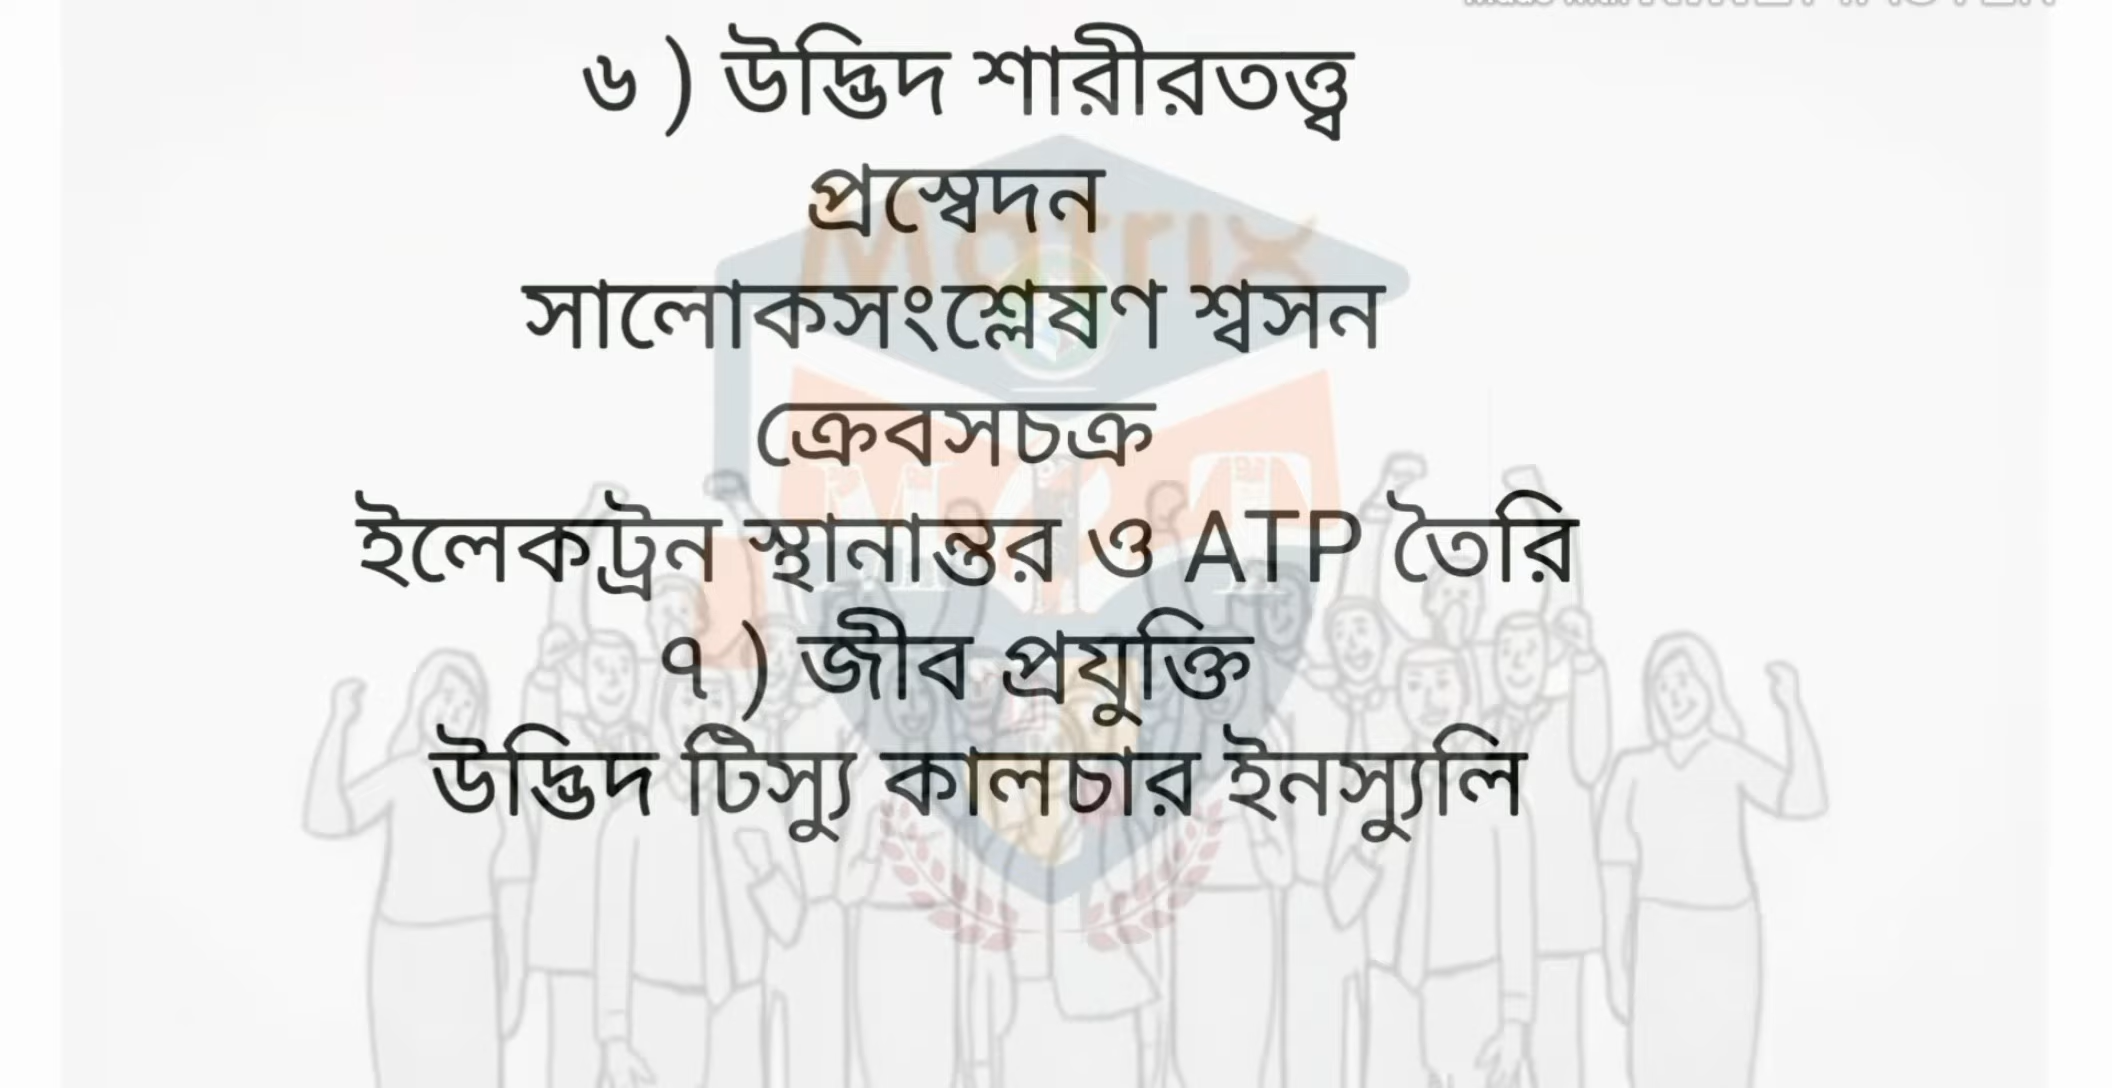 ৬ ) উদ্ভিদ শারীরতত্ত্ব
প্রস্বেদন
Matrix
সালোকসংশ্লেষণ শ্বসন
ক্রেবসচক্র
ইলেকট্রন স্থানান্তর ও ATP তৈরি
৭ ) জীব প্রযুক্তি
উদ্ভিদ টিস্যু কালচার ইনস্যুলি